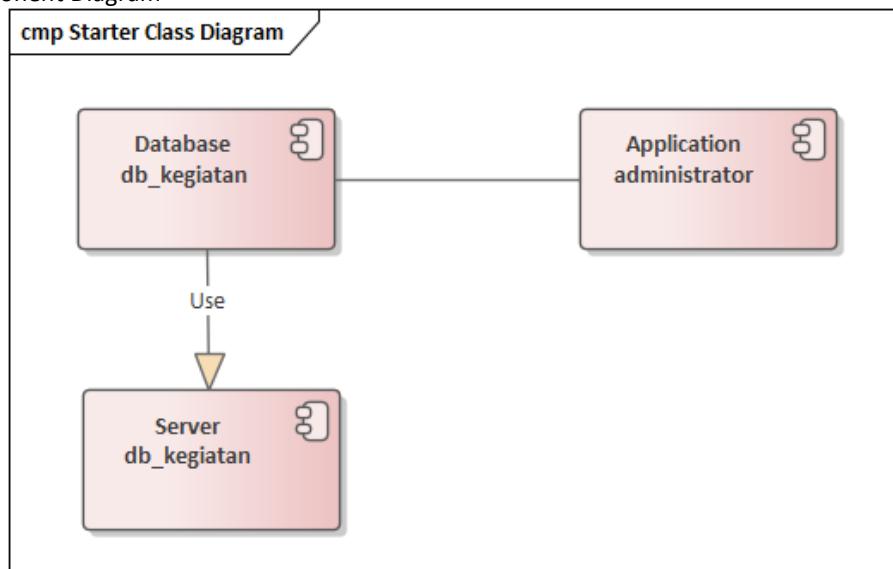 onent Diagram
cmp Starter Class Diagram
Database
db_kegiatan
Application
administrator
Use
Server
db_kegiatan